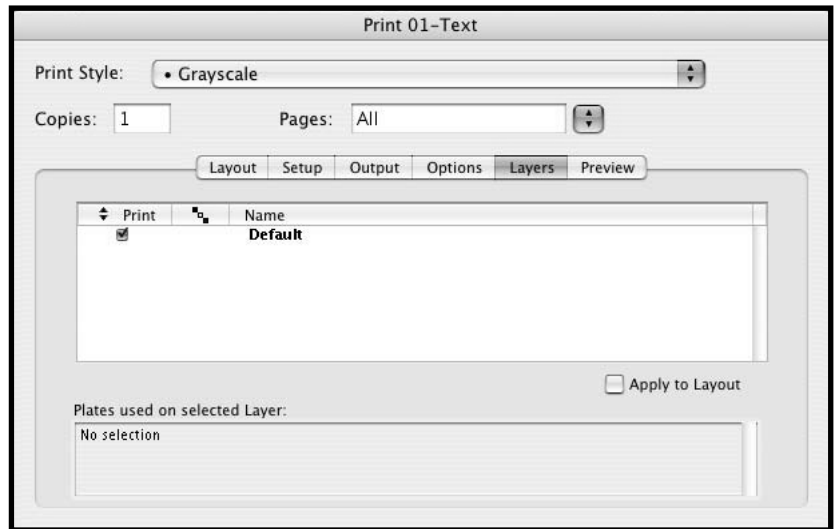 Print 01-Text
Print Style: • Grayscale
Copies: 1 Pages: All
Layout Setup Output Options Layers Preview
Print Name
Default
Apply to Layout
Plates used on selected Layer:
No selection